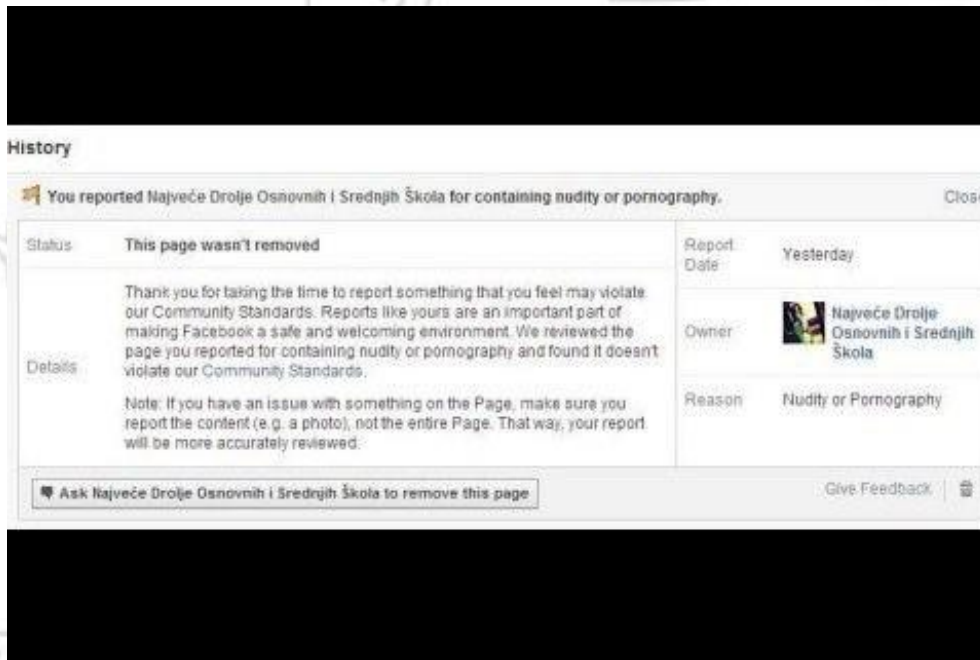 History
You reported Najveće Drolje Osnovnih i Srednjih Škola for containing nudity or pornography.
Close
Status
This page wasn't removed
Details
Thank you for taking the time to report something that you feel may violate
our Community Standards. Reports like yours are an important part of
making Facebook a safe and welcoming environment. We reviewed the
page you reported for containing nudity or pornography and found it doesn't
violate our Community Standards.
Note: If you have an issue with something on the Page, make sure you
report the content (e.g. a photo), not the entire Page. That way, your report
will be more accurately reviewed.
Report
Date
Yesterday
Owner
Najveće Drolje
Osnovnih i Srednjih
Škola
Reason
Nudity or Pornography
Ask Najveće Drolje Osnovnih i Srednjih Škola to remove this page
Give Feedback